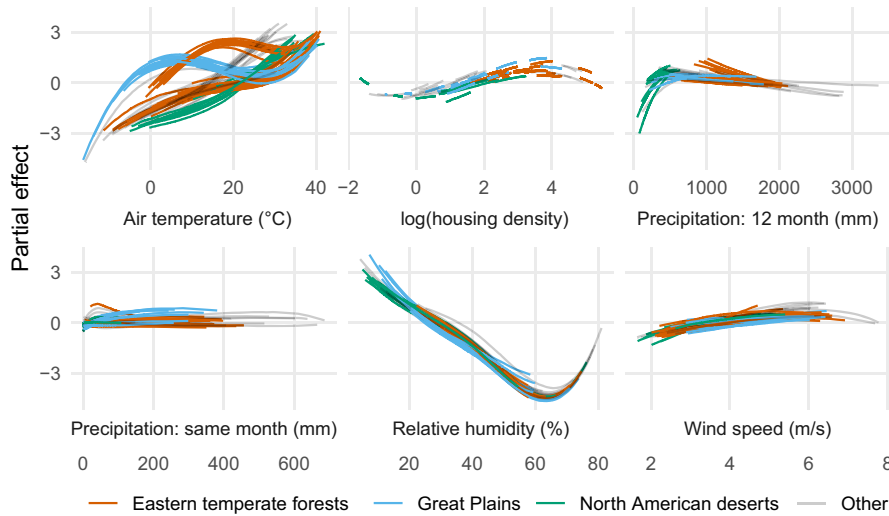 3
0
−3
0
20
40
−2
0
2
4
0
1000
2000
3000
Air temperature (°C)
log(housing density)
Precipitation: 12 month (mm)
Partial effect
3
0
−3
Precipitation: same month (mm)
Relative humidity (%)
Wind speed (m/s)
0
200
400
600
20
40
60
80
2
4
6
8
Eastern temperate forests
Great Plains
North American deserts
Other